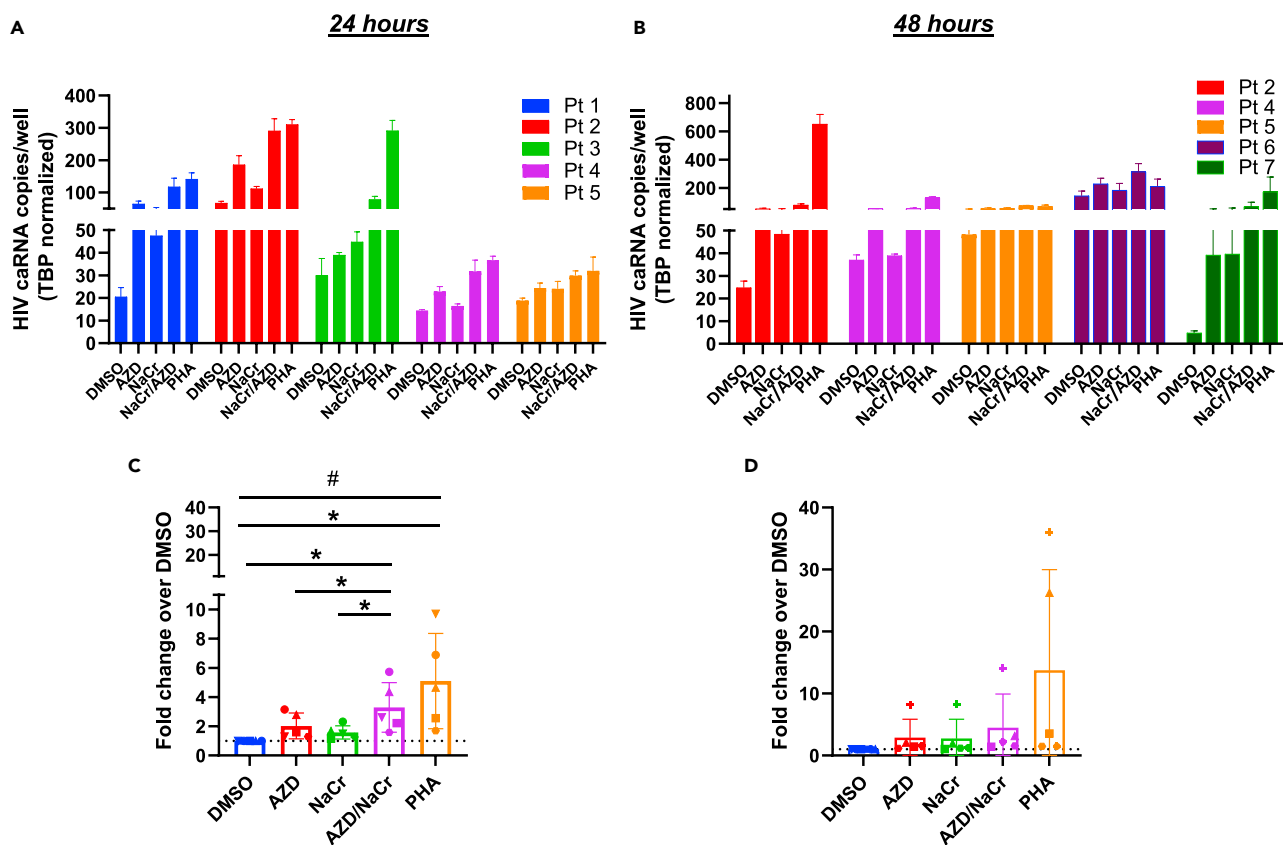 A
24 hours
HIV caRNA copies/well
(TBP normalized)
400
300
200
100
50
40
30
20
10
0
Pt 1
Pt 2
Pt 3
Pt 4
Pt 5
DMSO
AZD
NaCr
NaCr/AZD
PHA
DMSO
AZD
NaCr
NaCr/AZD
PHA
DMSO
AZD
NaCr
NaCr/AZD
PHA
DMSO
AZD
NaCr
NaCr/AZD
PHA
DMSO
AZD
NaCr
NaCr/AZD
PHA
B
48 hours
HIV caRNA copies/well
(TBP normalized)
800
600
400
200
50
40
30
20
10
0
Pt 2
Pt 4
Pt 5
Pt 6
Pt 7
DMSO
AZD
NaCr
NaCr/AZD
PHA
DMSO
AZD
NaCr
NaCr/AZD
PHA
DMSO
AZD
NaCr
NaCr/AZD
PHA
DMSO
AZD
NaCr
NaCr/AZD
PHA
DMSO
AZD
NaCr
NaCr/AZD
PHA
C
Fold change over DMSO
40
30
20
10
8
6
4
2
0
#
*
*
*
*
DMSO
AZD
NaCr
AZD/NaCr
PHA
D
Fold change over DMSO
40
30
20
10
0
DMSO
AZD
NaCr
AZD/NaCr
PHA